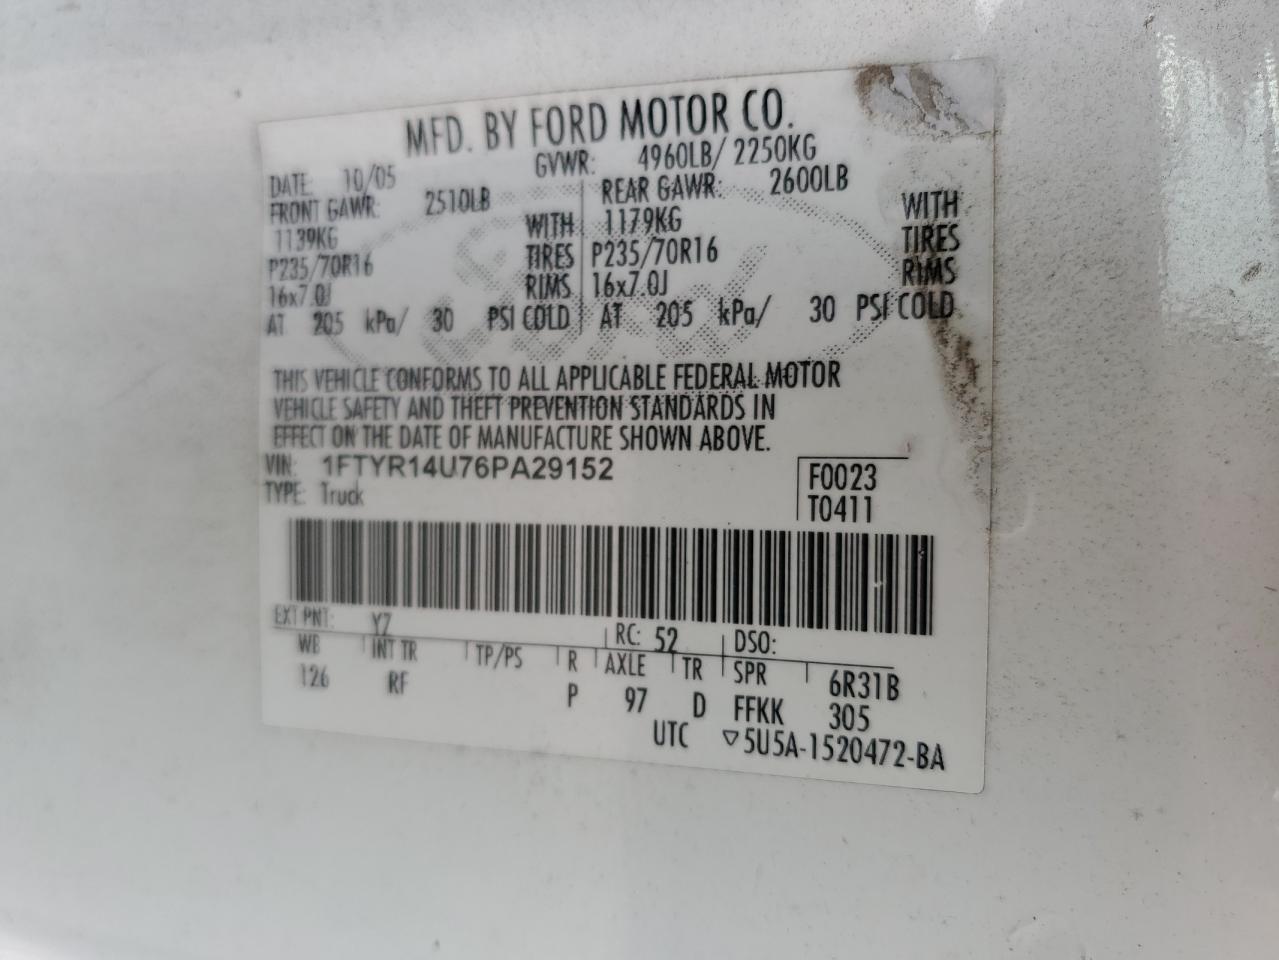 MFD. BY FORD MOTOR CO.
DATE: 10/05 GVWR: 4960LB/ 2250KG
FRONT GAWR: 2510LB REAR GAWR: 2600LB
1139KG WITH 1179KG WITH
P235/70R16 TIRES P235/70R16 TIRES
16x7.0J RIMS 16x7.0J RIMS
AT 205 kPa/ 30 PSI COLD AT 205 kPa/ 30 PSI COLD
THIS VEHICLE CONFORMS TO ALL APPLICABLE FEDERAL MOTOR
VEHICLE SAFETY AND THEFT PREVENTION STANDARDS IN
EFFECT ON THE DATE OF MANUFACTURE SHOWN ABOVE.
VIN: 1FTYR14U76PA29152 F0023
TYPE: Truck T0411
EXT PNT: YZ RC: 52 DSO:
WB INT TR TP/PS R AXLE TR SPR 6R31B
126 RF P 97 D FFKK 305
UTC ▽5U5A-1520472-BA